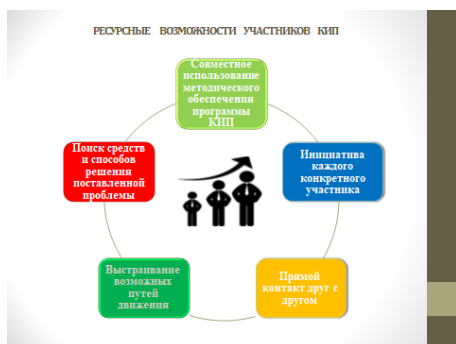 РЕСУРСНЫЕ ВОЗМОЖНОСТИ УЧАСТНИКОВ КИП
Совместное
использование
методического
обеспечения
программы
КИП
Инициатива
каждого
конкретного
участника
Прямой
контакт друг с
другом
Выстраивание
возможных
путей
движения
Поиск средств
и способов
решения
поставленной
проблемы